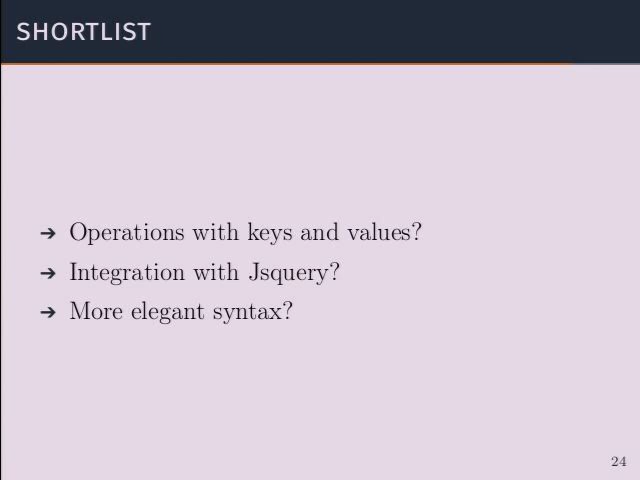 SHORTLIST
➔ Operations with keys and values?
➔ Integration with Jsquery?
➔ More elegant syntax?
24